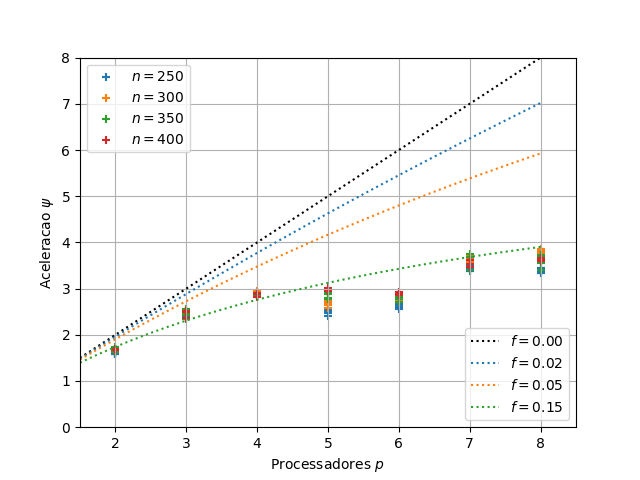 8
7
6
5
4
3
2
1
0
Aceleracao ψ
n = 250
n = 300
n = 350
n = 400
f = 0.00
f = 0.02
f = 0.05
f = 0.15
2 3 4 5 6 7 8
Processadores p